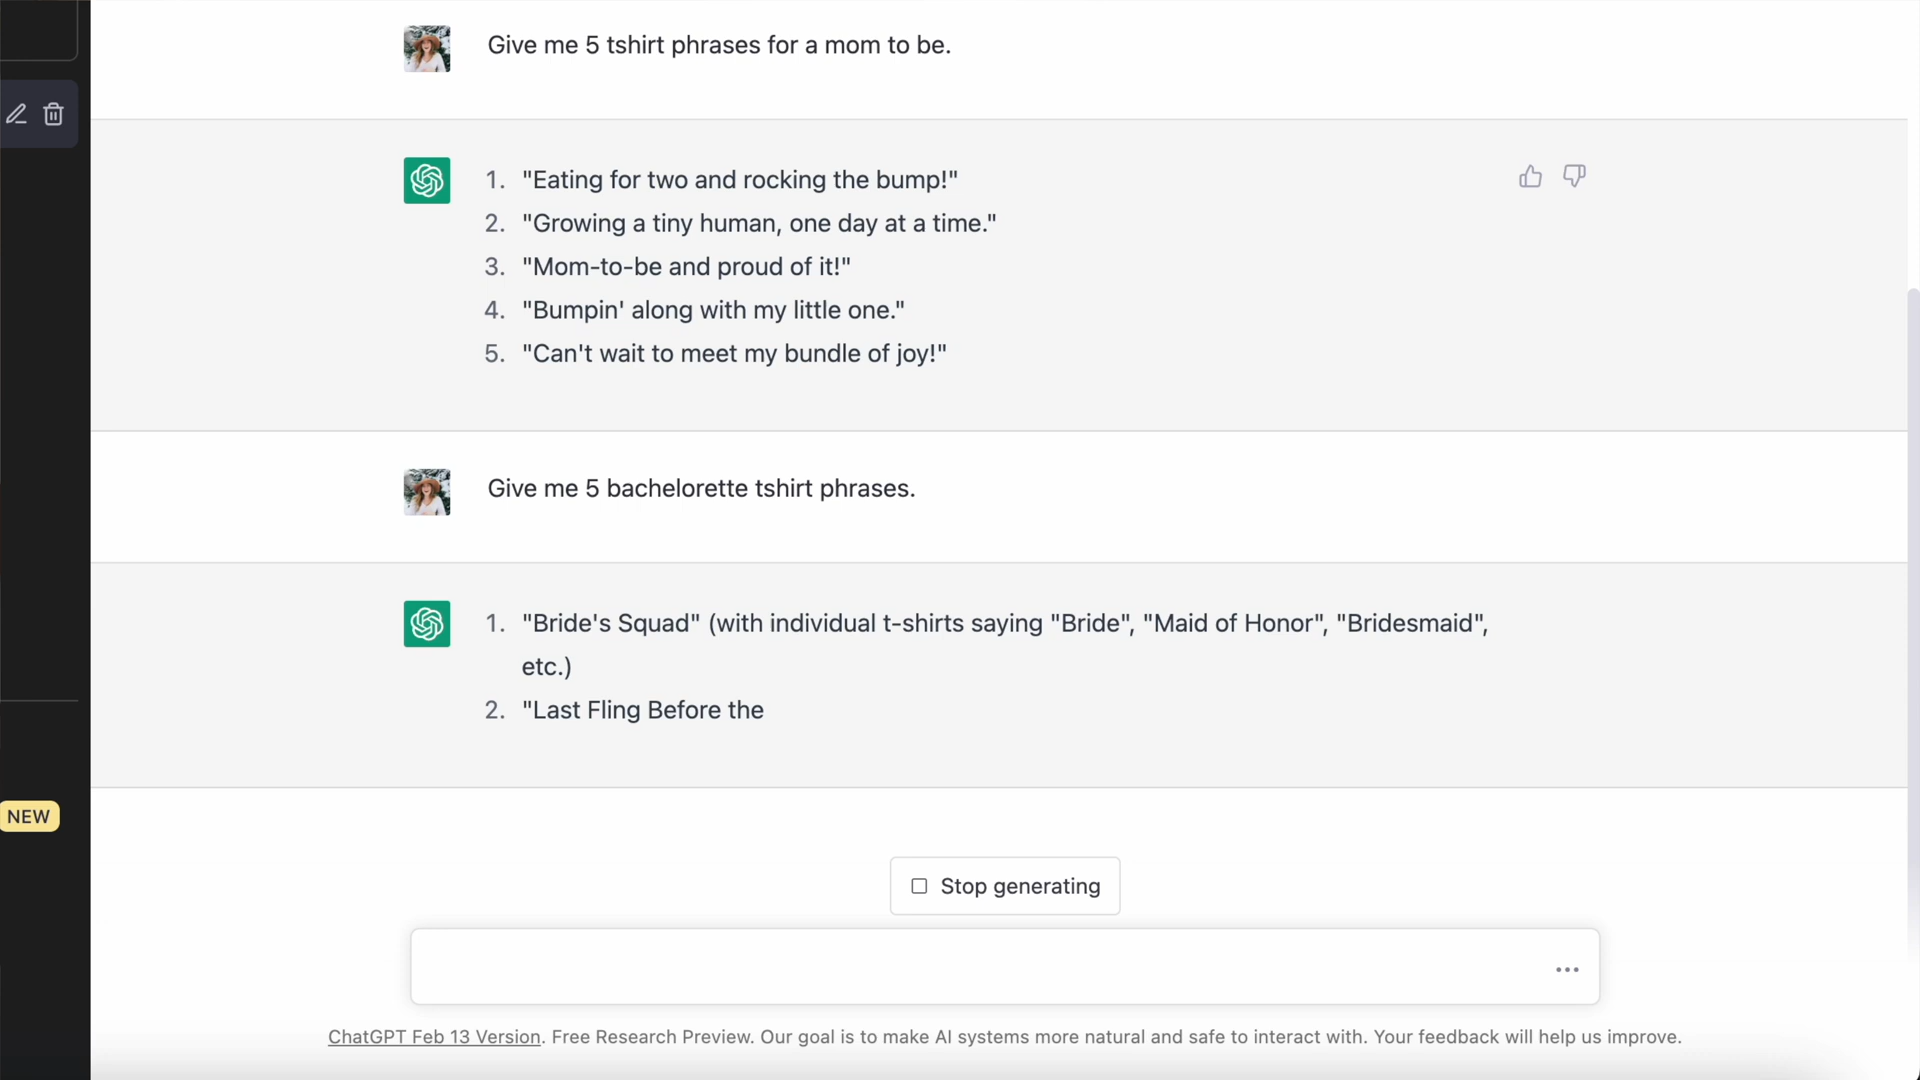 Give me 5 tshirt phrases for a mom to be.
1. "Eating for two and rocking the bump!"
2. "Growing a tiny human, one day at a time."
3. "Mom-to-be and proud of it!"
4. "Bumpin' along with my little one."
5. "Can't wait to meet my bundle of joy!"
Give me 5 bachelorette tshirt phrases.
1. "Bride's Squad" (with individual t-shirts saying "Bride", "Maid of Honor", "Bridesmaid",
etc.)
2. "Last Fling Before the
NEW
Stop generating
ChatGPT Feb 13 Version. Free Research Preview. Our goal is to make AI systems more natural and safe to interact with. Your feedback will help us improve.